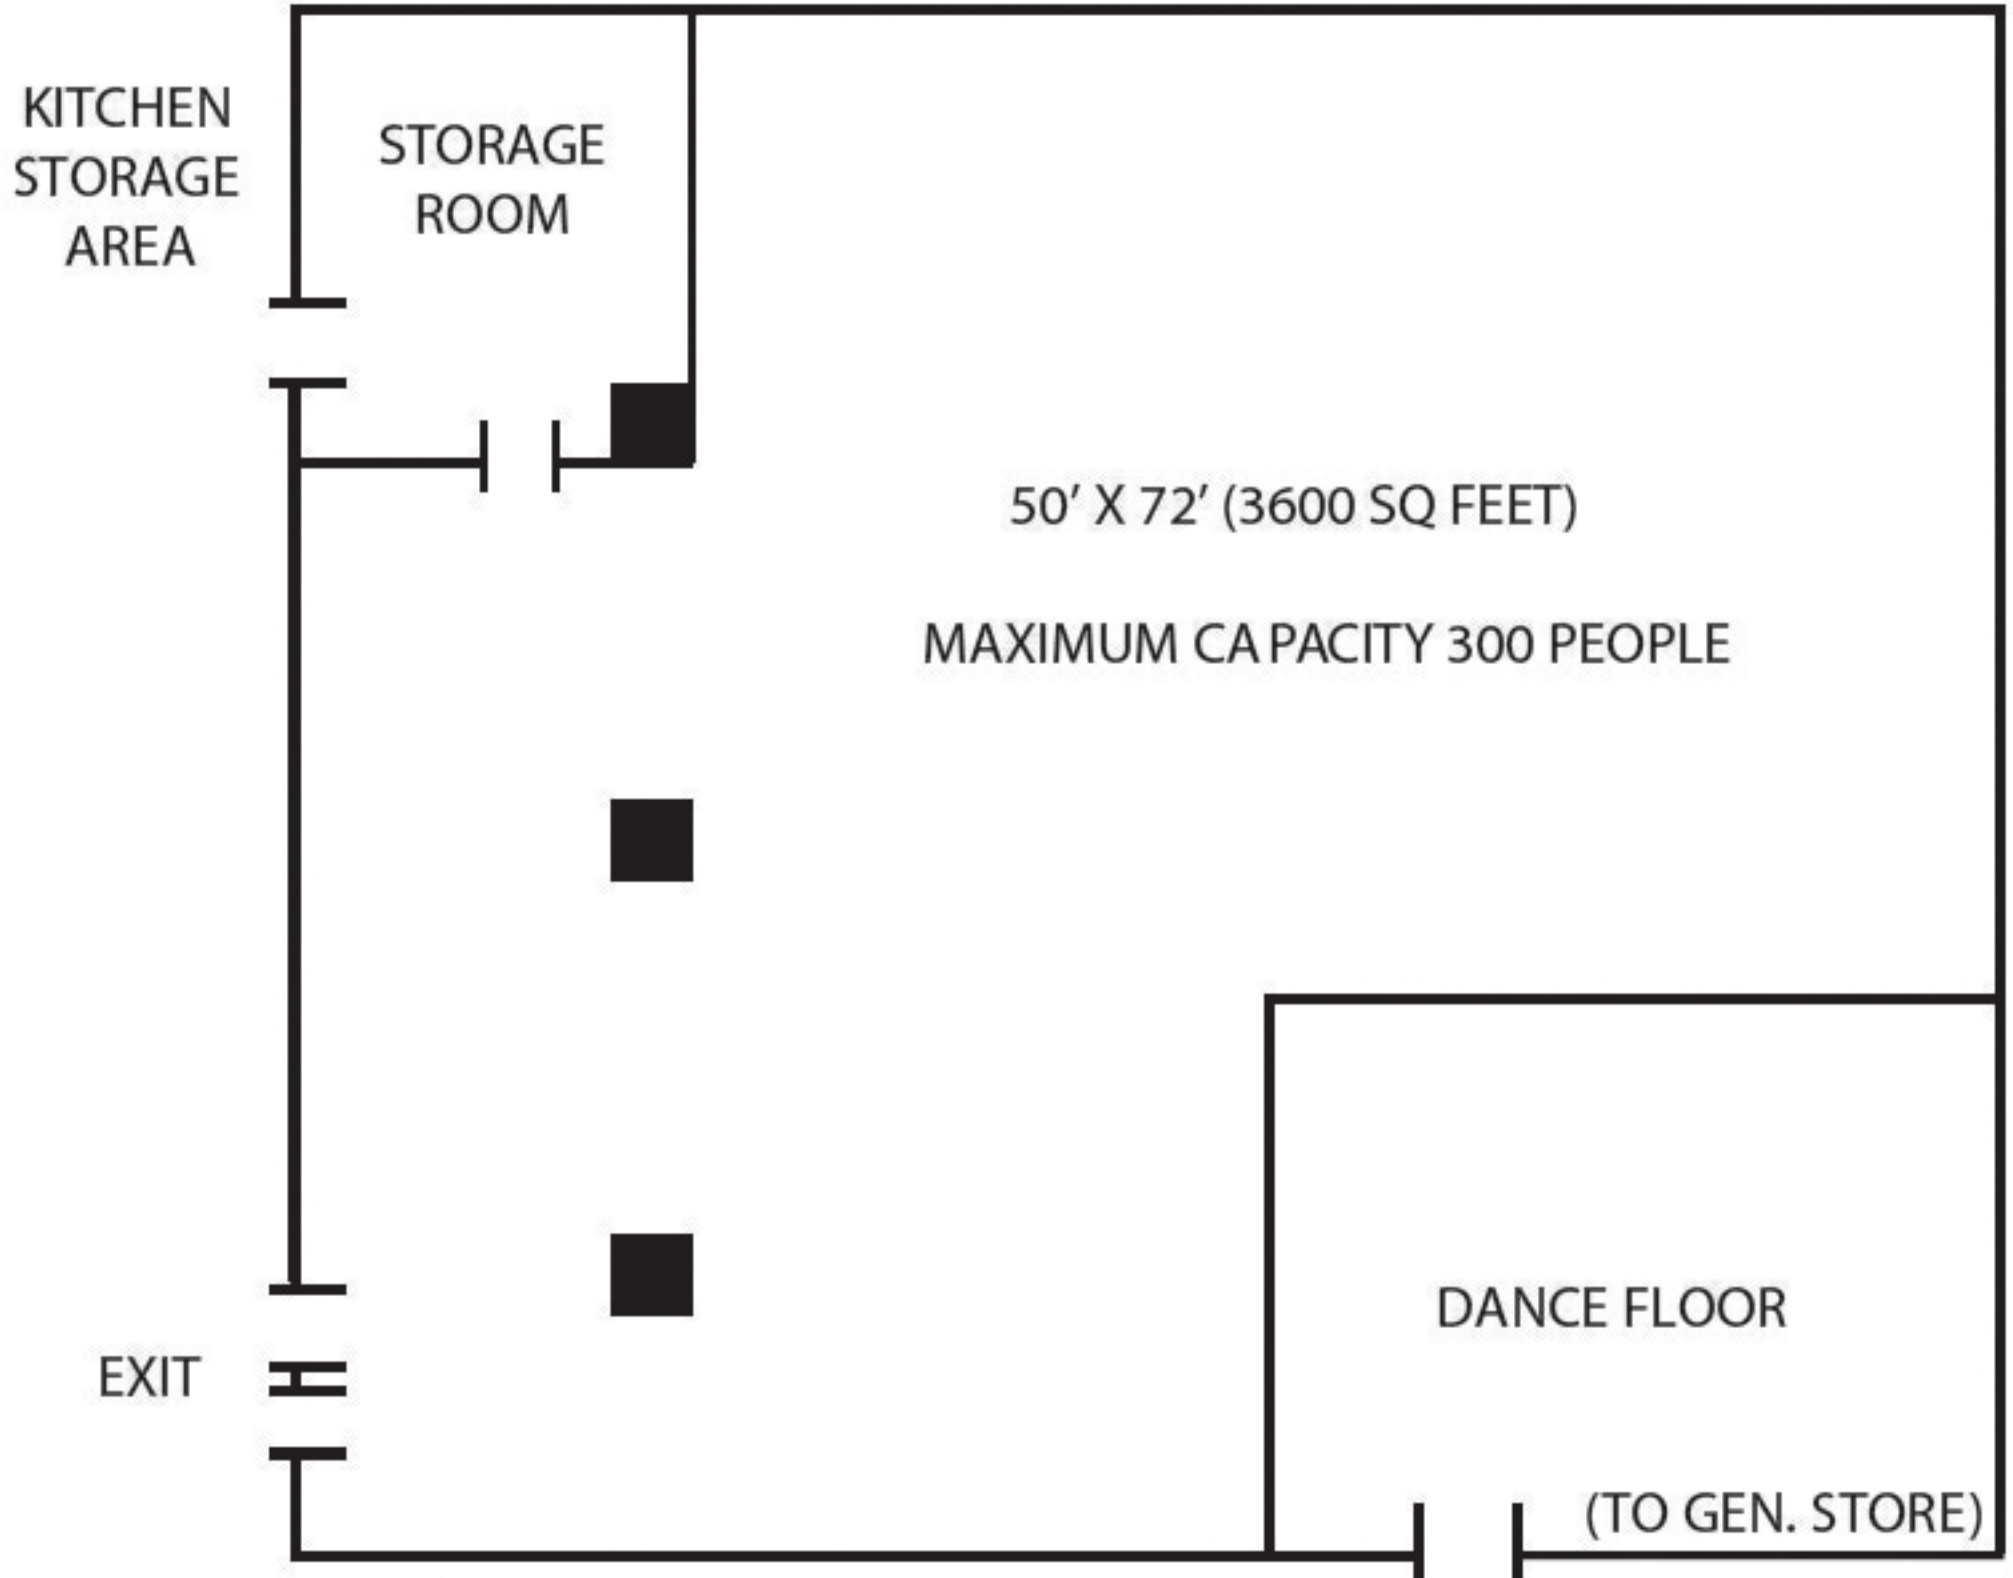 KITCHEN
STORAGE
AREA
STORAGE
ROOM
50’ X 72’ (3600 SQ FEET)
MAXIMUM CAPACITY 300 PEOPLE
DANCE FLOOR
EXIT
(TO GEN. STORE)